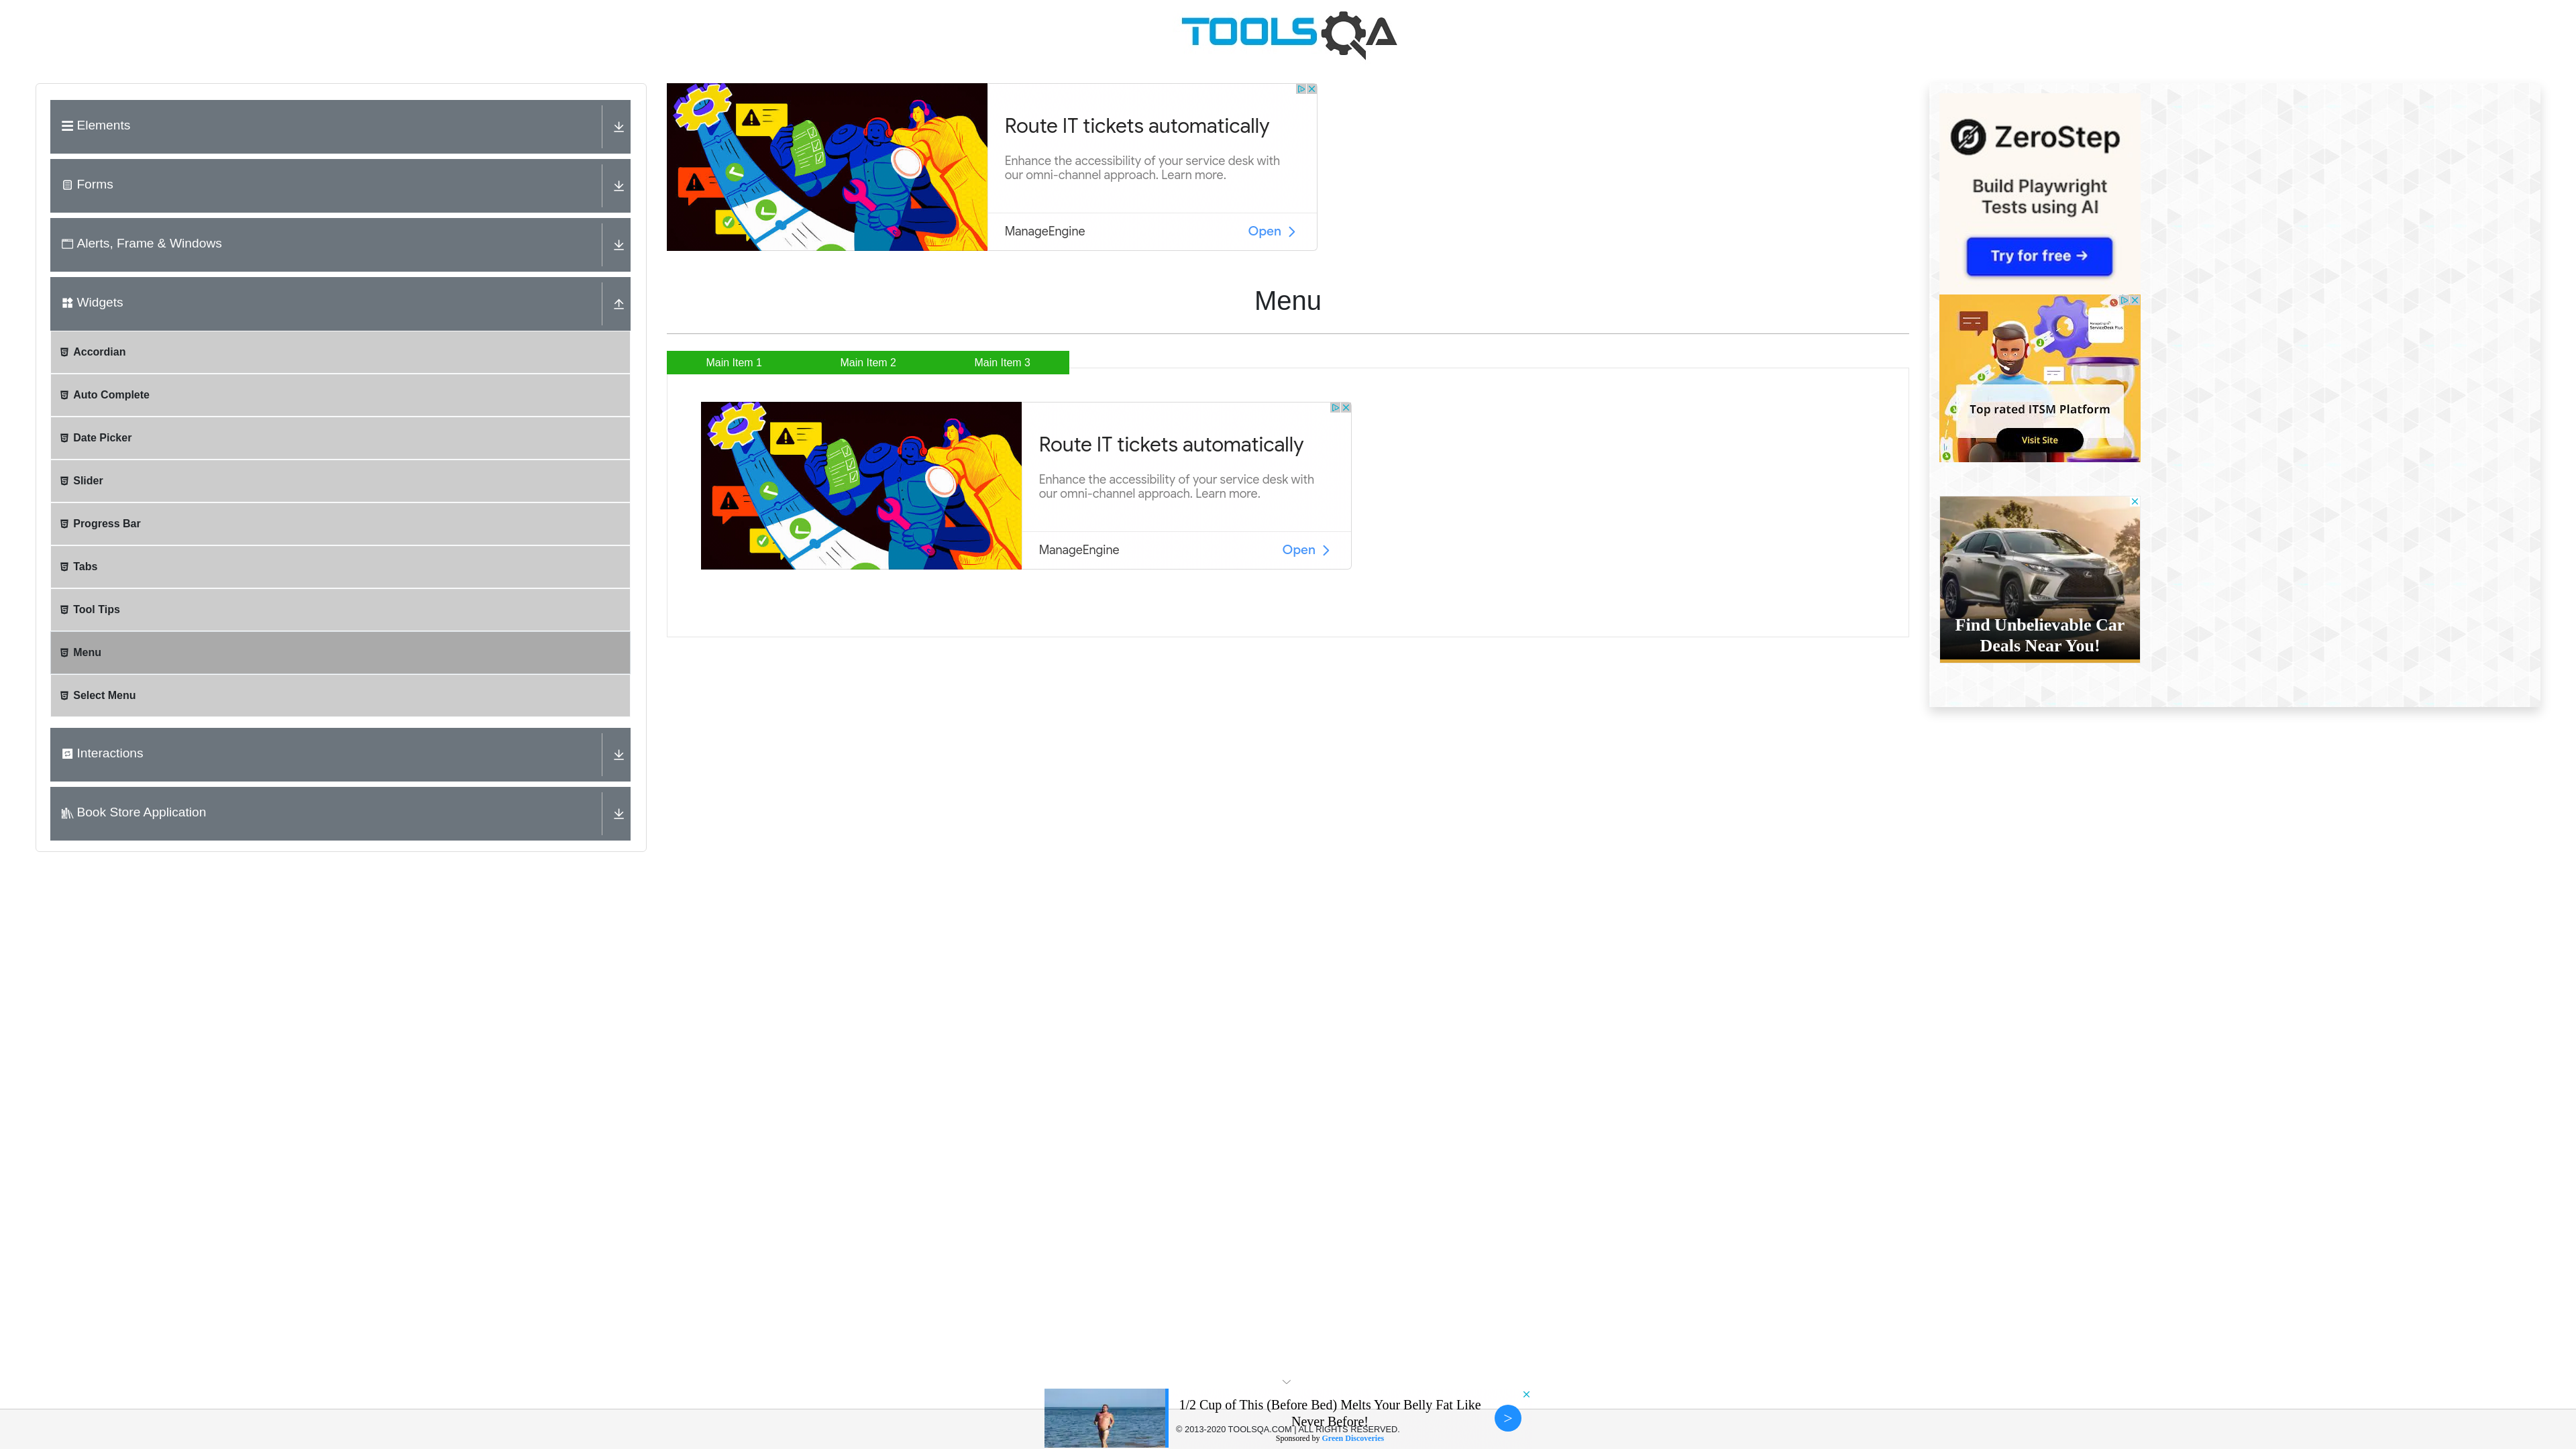 TOOLSQA
Elements
Forms
Alerts, Frame & Windows
Widgets
Accordian
Auto Complete
Date Picker
Slider
Progress Bar
Tabs
Tool Tips
Menu
Select Menu
Interactions
Book Store Application
Route IT tickets automatically
Enhance the accessibility of your service desk with
our omni-channel approach. Learn more.
ManageEngine
Open
Menu
Main Item 1
Main Item 2
Main Item 3
Route IT tickets automatically
Enhance the accessibility of your service desk with
our omni-channel approach. Learn more.
ManageEngine
Open
ZeroStep
Build Playwright
Tests using AI
Try for free →
ServiceDesk Plus
Top rated ITSM Platform
Visit Site
Find Unbelievable Car
Deals Near You!
1/2 Cup of This (Before Bed) Melts Your Belly Fat Like
Never Before!
© 2013-2020 TOOLSQA.COM | ALL RIGHTS RESERVED.
Sponsored by Green Discoveries